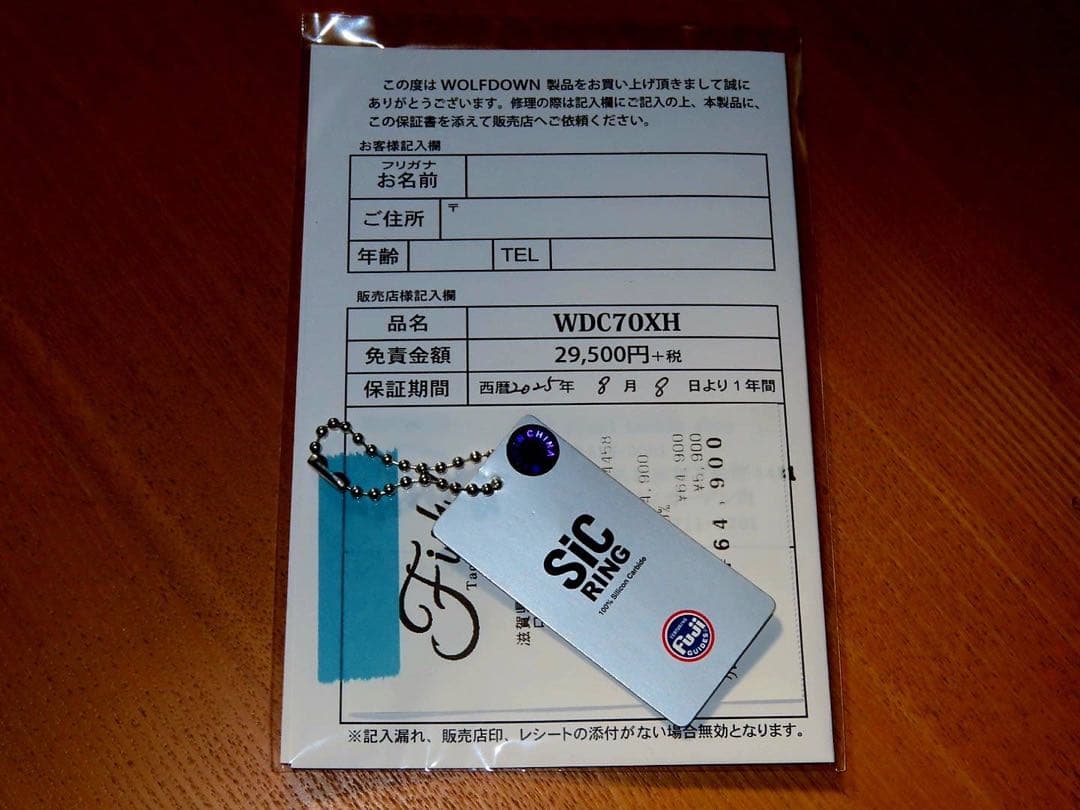 この度は WOLFDOWN 製品をお買い上げ頂きまして誠に
ありがとうございます。修理の際は記入欄にご記入の上、本製品に、
この保証書を添えて販売店へご依頼ください。
お客様記入欄
フリガナ
お名前
ご住所 〒
年齢 TEL
販売店様記入欄
品名 WDC70XH
免責金額 29,500円+税
保証期間 西暦2025年 8月 8日より1年間
IN CHINA
SiC
RING
100% Silicon Carbide
Fuji
GUIDES
滋賀県
64,900
※記入漏れ、販売店印、レシートの添付がない場合無効となります。